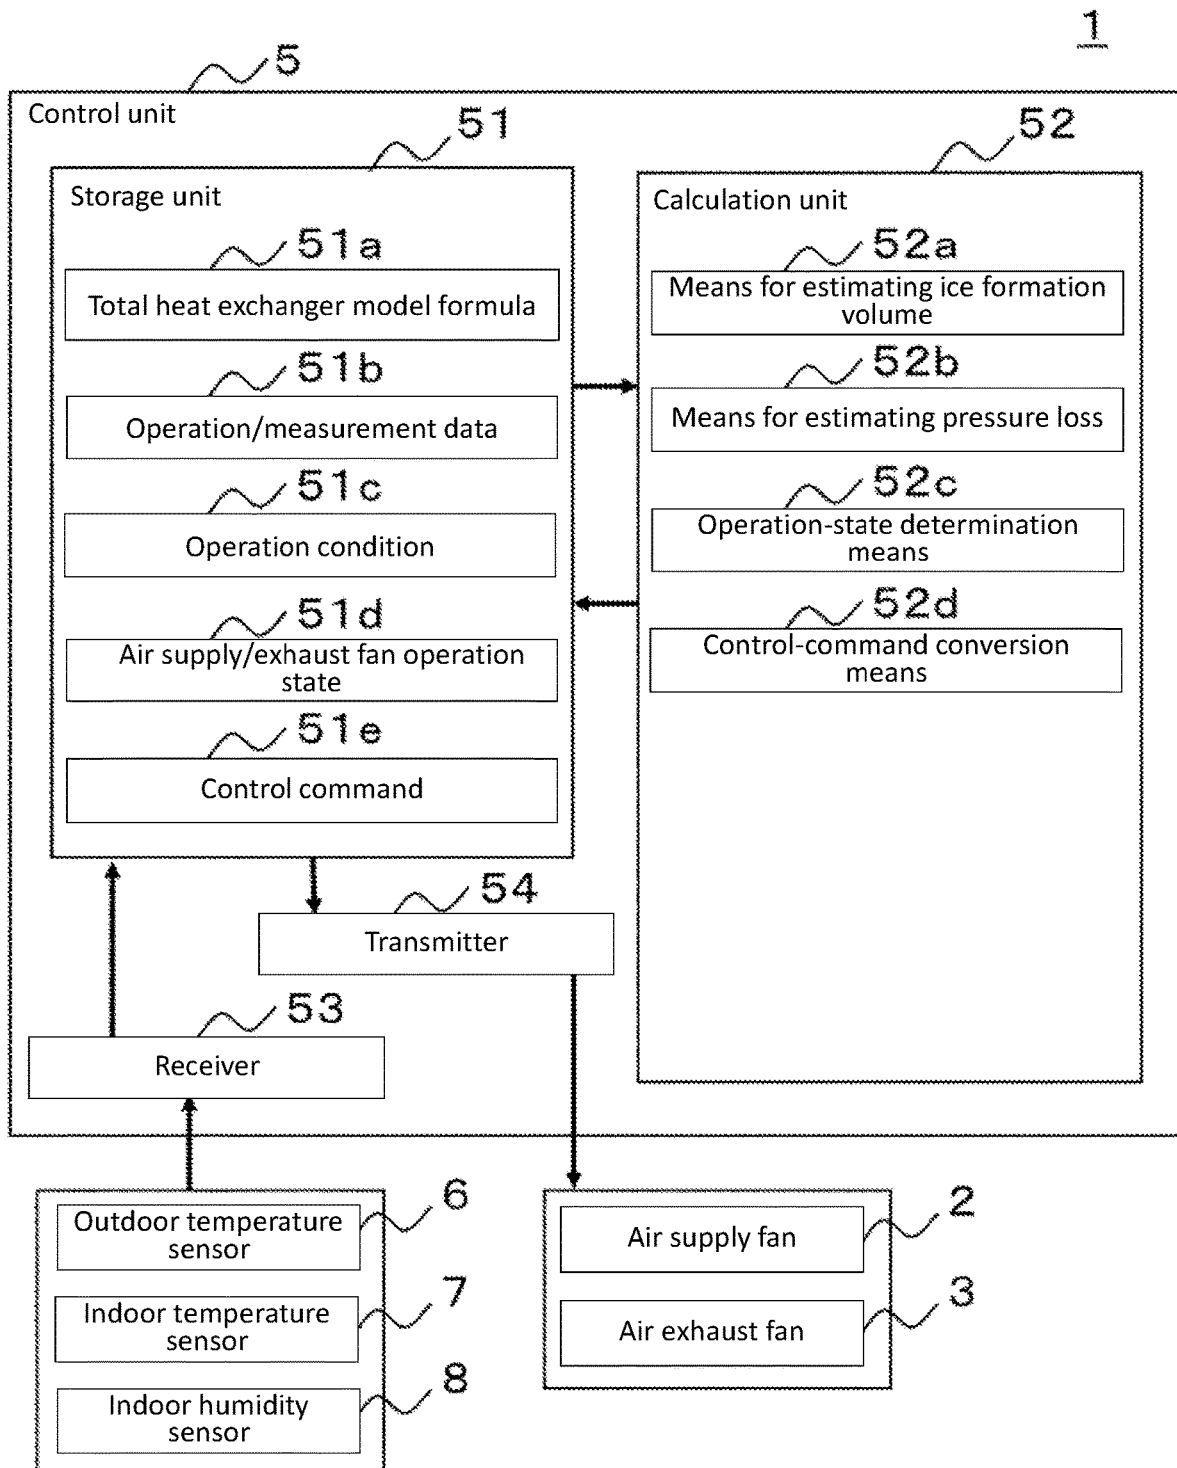 1
5
Control unit
51
52
Storage unit
Calculation unit
51a
Total heat exchanger model formula
51b
Operation/measurement data
51c
Operation condition
51d
Air supply/exhaust fan operation
state
51e
Control command
52a
Means for estimating ice formation
volume
52b
Means for estimating pressure loss
52c
Operation-state determination
means
52d
Control-command conversion
means
54
Transmitter
53
Receiver
6
Outdoor temperature
sensor
7
Indoor temperature
sensor
8
Indoor humidity
sensor
2
Air supply fan
3
Air exhaust fan